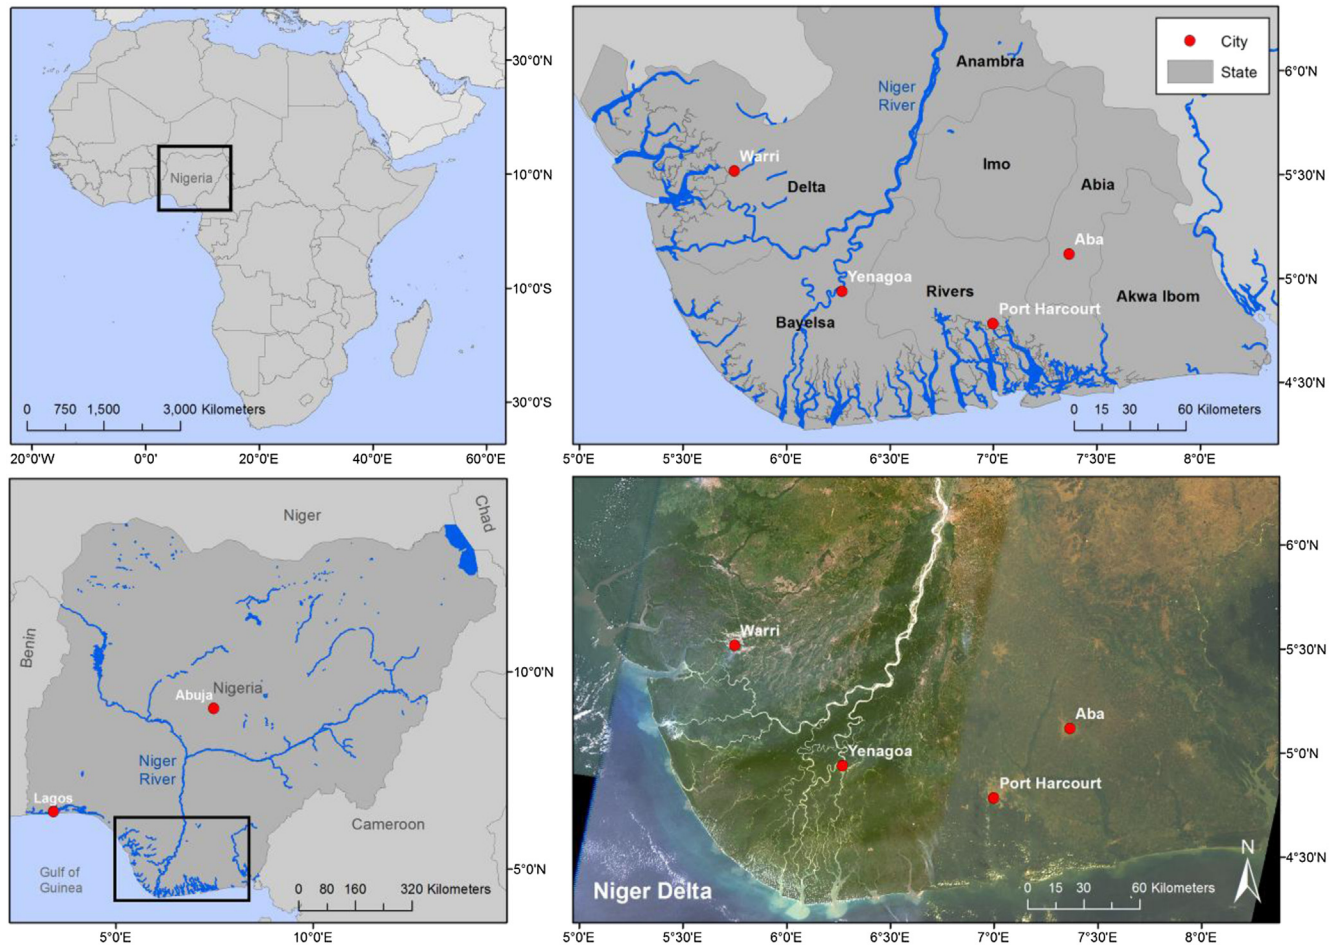 30°0'N
10°0'N
10°0'S
30°0'S
Nigeria
0 750 1,500 3,000 Kilometers
20°0'W 0°0' 20°0'E 40°0'E 60°0'E
City
State
Anambra
Niger
River
Imo
Abia
Warri
Delta
Aba
Yenagoa
Rivers
Akwa Ibom
Port Harcourt
Bayelsa
0 15 30 60 Kilometers
6°0'N
5°30'N
5°0'N
4°30'N
5°0'E 5°30'E 6°0'E 6°30'E 7°0'E 7°30'E 8°0'E
Niger
Chad
Benin
Nigeria
Abuja
Niger
River
Lagos
Cameroon
Gulf of
Guinea
0 80 160 320 Kilometers
10°0'N
5°0'N
5°0'E 10°0'E
Warri
Aba
Yenagoa
Port Harcourt
N
Niger Delta
0 15 30 60 Kilometers
6°0'N
5°30'N
5°0'N
4°30'N
5°0'E 5°30'E 6°0'E 6°30'E 7°0'E 7°30'E 8°0'E